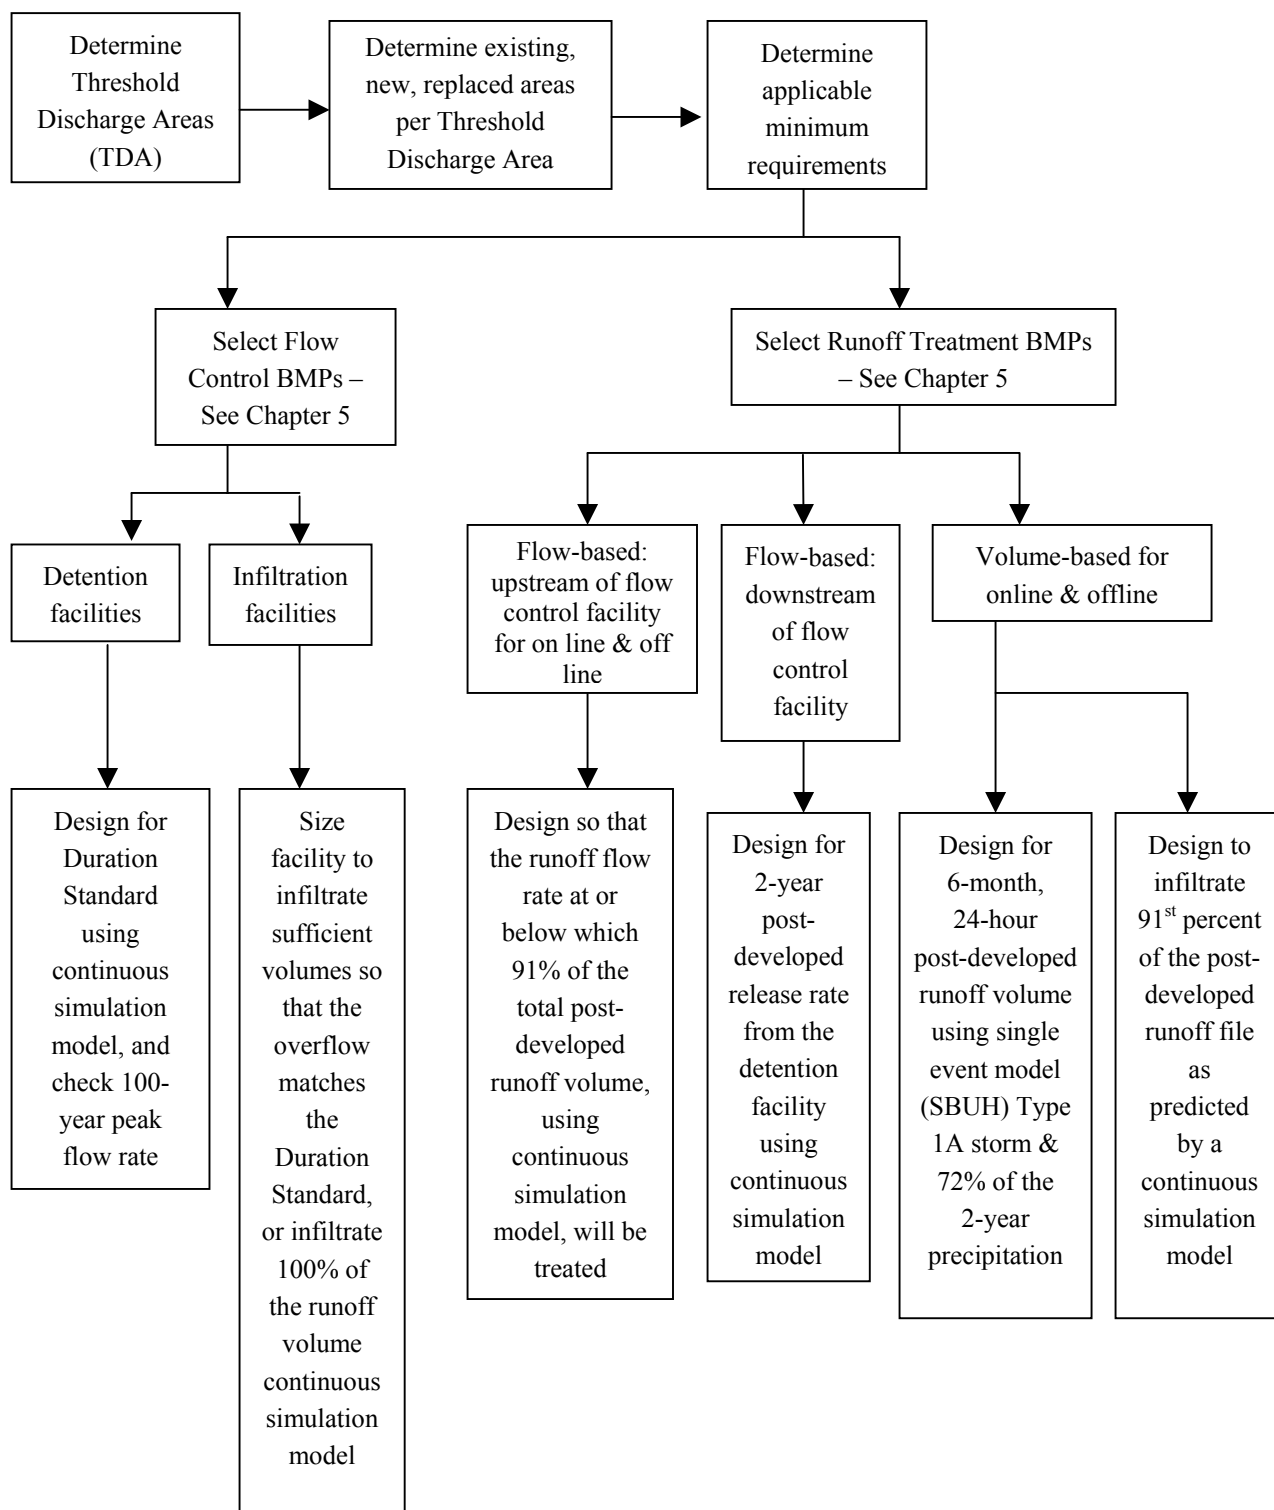 Determine
Threshold
Discharge Areas
(TDA)
Determine existing,
new, replaced areas
per Threshold
Discharge Area
Determine
applicable
minimum
requirements
Select Flow
Control BMPs –
See Chapter 5
Select Runoff Treatment BMPs
– See Chapter 5
Detention
facilities
Infiltration
facilities
Flow-based:
upstream of flow
control facility
for on line & off
line
Flow-based:
downstream
of flow
control
facility
Volume-based for
online & offline
Design for
Duration
Standard
using
continuous
simulation
model, and
check 100-
year peak
flow rate
Size
facility to
infiltrate
sufficient
volumes so
that the
overflow
matches
the
Duration
Standard,
or infiltrate
100% of
the runoff
volume
continuous
simulation
model
Design so that
the runoff flow
rate at or
below which
91% of the
total post-
developed
runoff volume,
using
continuous
simulation
model, will be
treated
Design for
2-year
post-
developed
release rate
from the
detention
facility
using
continuous
simulation
model
Design for
6-month,
24-hour
post-developed
runoff volume
using single
event model
(SBUH) Type
1A storm &
72% of the
2-year
precipitation
Design to
infiltrate
91st percent
of the post-
developed
runoff file
as
predicted
by a
continuous
simulation
model